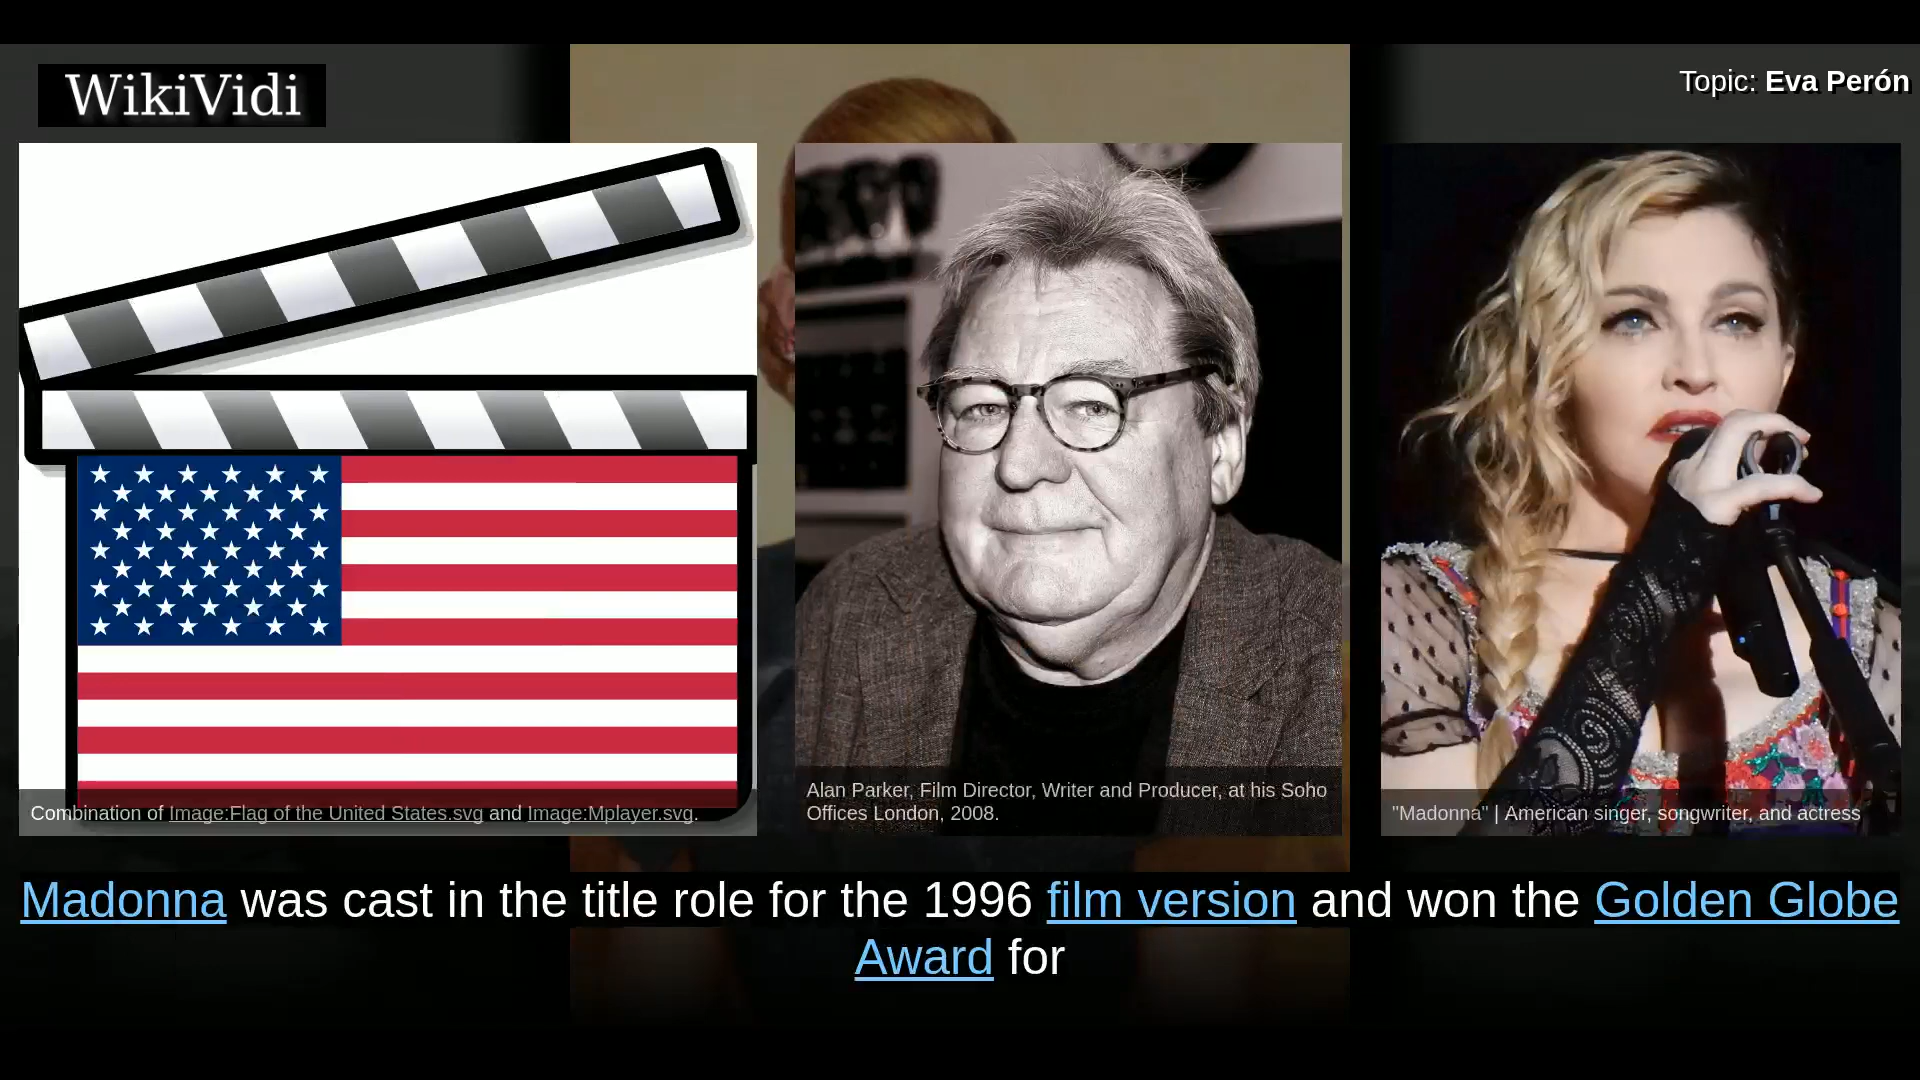 WikiVidi
Topic: Eva Perón
Combination of Image:Flag of the United States.svg and Image:Mplayer.svg.
Alan Parker, Film Director, Writer and Producer, at his Soho
Offices London, 2008.
"Madonna" | American singer, songwriter, and actress
Madonna was cast in the title role for the 1996 film version and won the Golden Globe
Award for